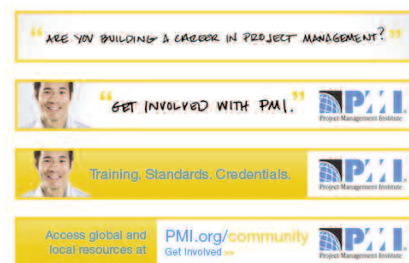 “ ARE YOU BUILDING A CAREER IN PROJECT MANAGEMENT? ”
“ GET INVOLVED WITH PMI. ”
PMI
Project Management Institute
Training. Standards. Credentials.
PMI
Project Management Institute
Access global and
local resources at
PMI.org/community
Get Involved »
PMI
Project Management Institute